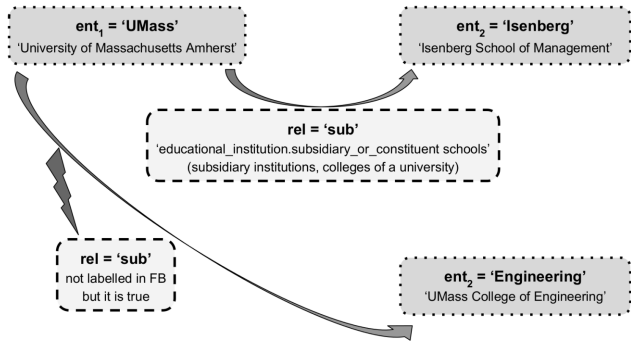 ent₁ = ‘UMass’
‘University of Massachusetts Amherst’
ent₂ = ‘Isenberg’
‘Isenberg School of Management’
rel = ‘sub’
‘educational_institution.subsidiary_or_constituent schools’
(subsidiary institutions, colleges of a university)
rel = ‘sub’
not labelled in FB
but it is true
ent₂ = ‘Engineering’
‘UMass College of Engineering’